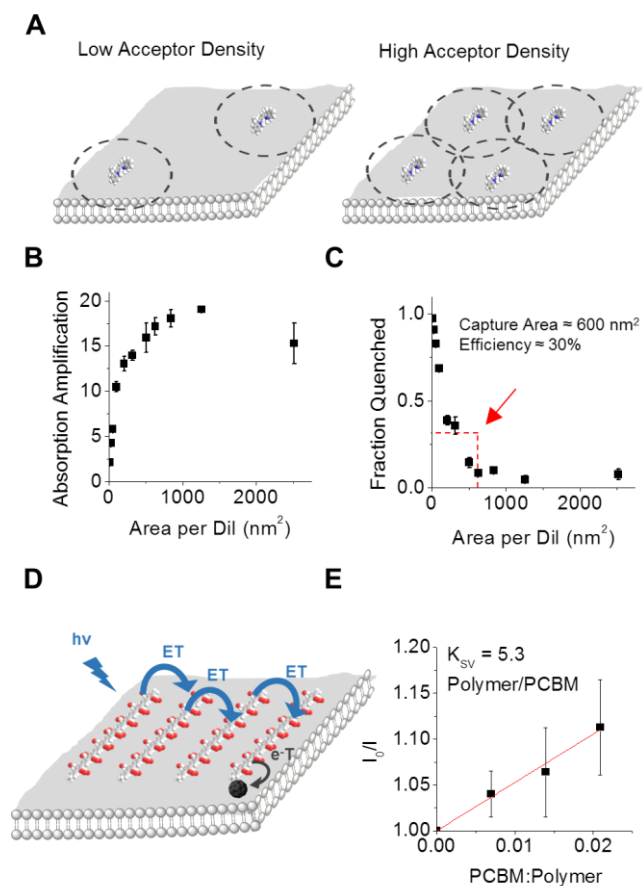 A
Low Acceptor Density
High Acceptor Density
B
Absorption Amplification
20
15
10
5
0
0
1000
2000
Area per DiI (nm²)
C
Fraction Quenched
1.0
0.5
0.0
0
1000
2000
Area per DiI (nm²)
Capture Area ≈ 600 nm²
Efficiency ≈ 30%
D
hν
ET
ET
ET
e⁻T
E
I₀/I
1.20
1.15
1.10
1.05
1.00
0.00
0.01
0.02
PCBM:Polymer
K_SV = 5.3
Polymer/PCBM